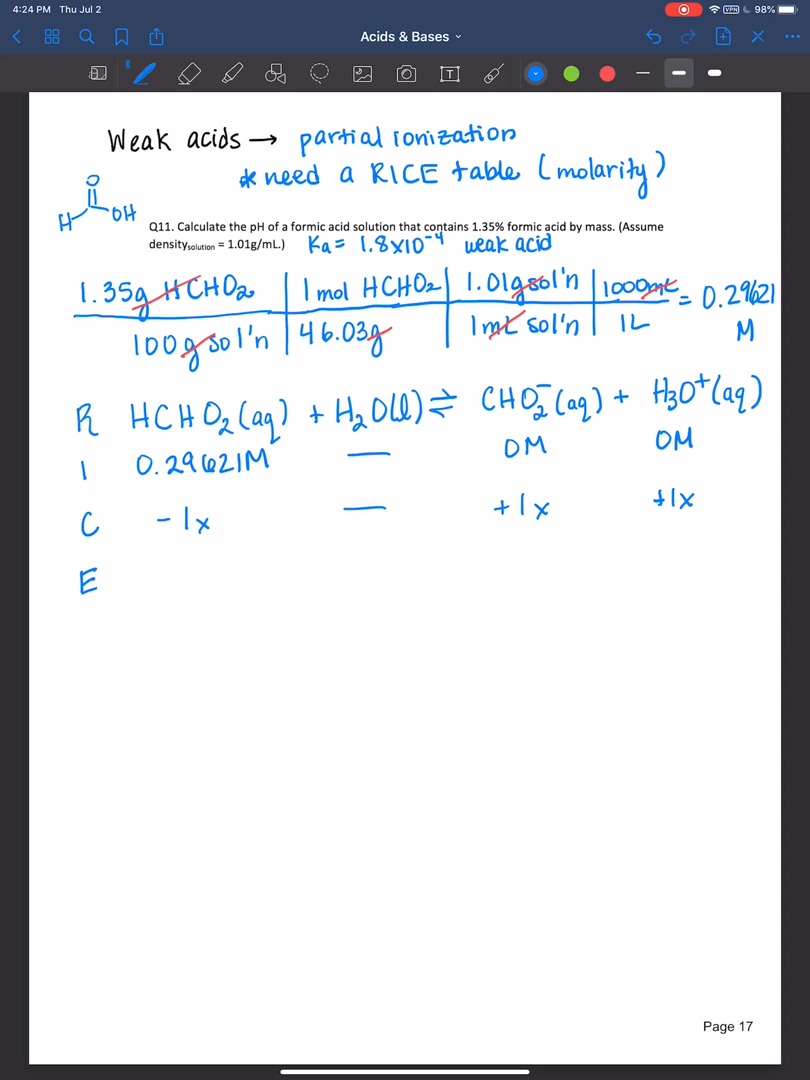 4:24 PM Thu Jul 2
VPN 98%
Acids & Bases
T
Weak acids → partial ionization
* need a RICE table (molarity)
O
H OH
Q11. Calculate the pH of a formic acid solution that contains 1.35% formic acid by mass. (Assume
densitysolution = 1.01g/mL.) Ka = 1.8x10⁻⁴ weak acid
1.35g HCHO₂ | 1 mol HCHO₂ | 1.01g sol'n | 1000mL = 0.29621
100g sol'n | 46.03g | 1mL sol'n | 1L M
R HCHO₂(aq) + H₂O(l) ⇌ CHO₂⁻(aq) + H₃O⁺(aq)
I 0.29621M — 0M 0M
C -1x — +1x +1x
E
Page 17